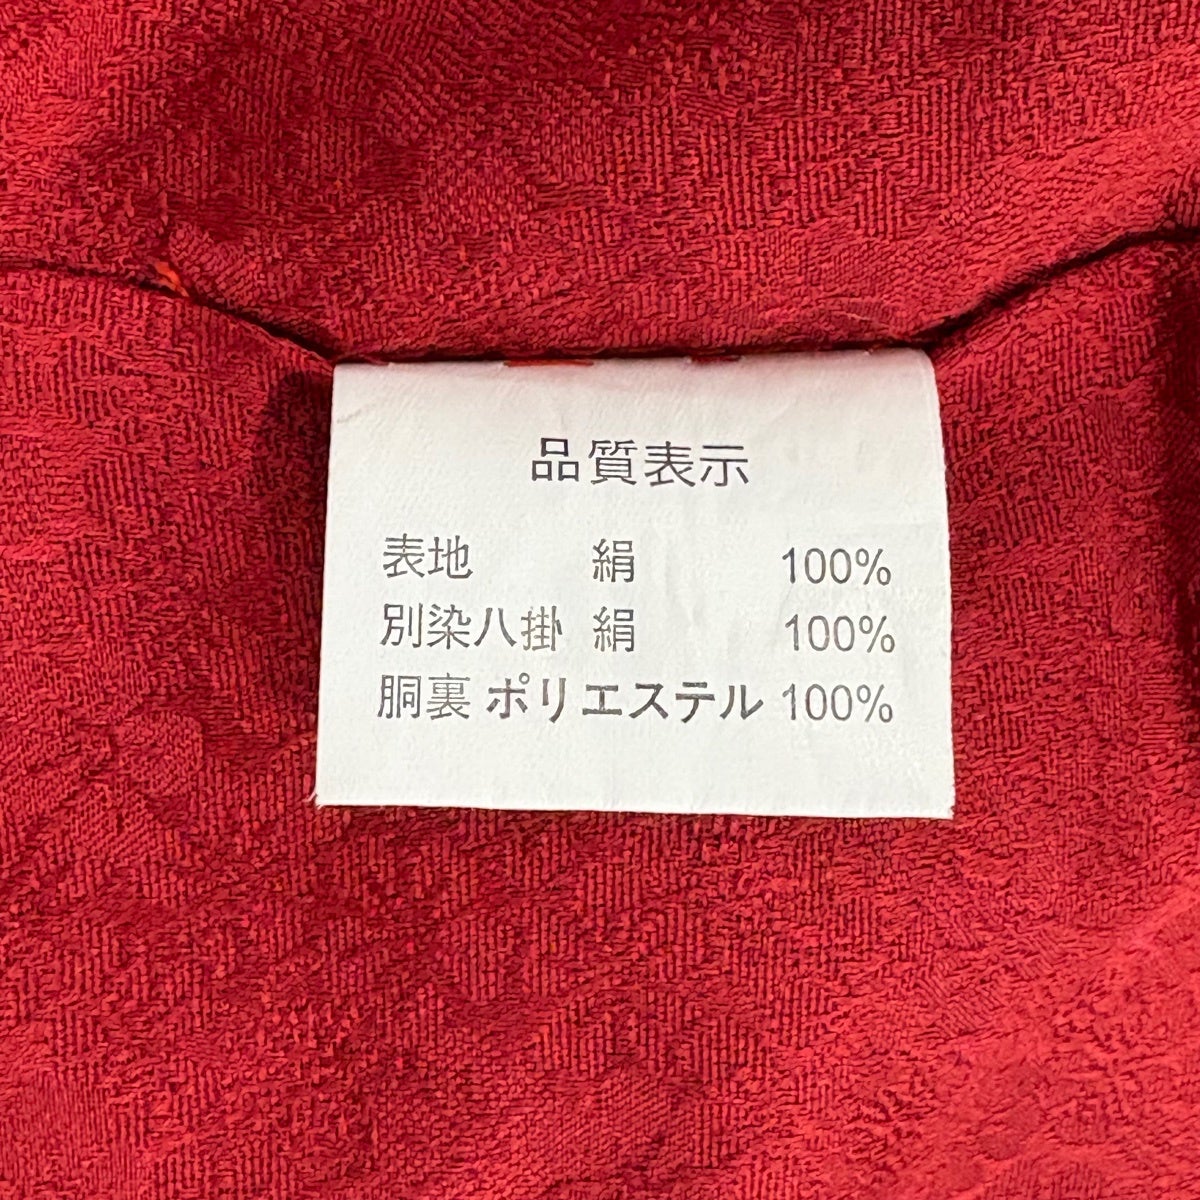 品質表示
表地 絹 100%
別染八掛 絹 100%
胴裏 ポリエステル 100%